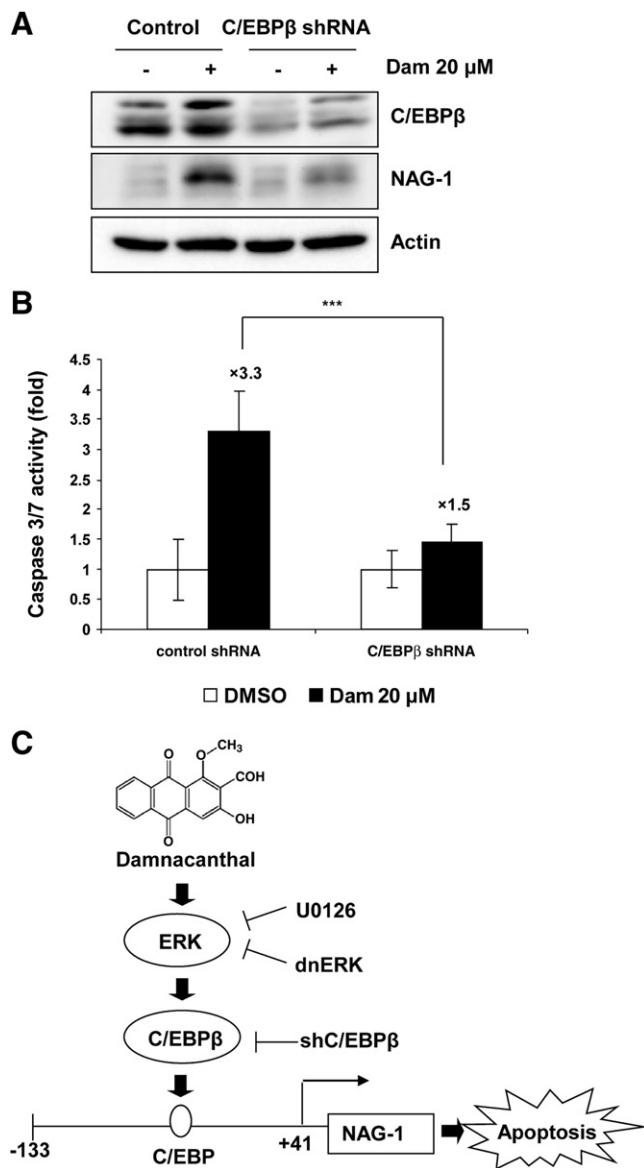 A
Control C/EBPβ shRNA
- + - + Dam 20 µM
C/EBPβ
NAG-1
Actin
B
***
Caspase 3/7 activity (fold)
4.5
4
3.5
3
2.5
2
1.5
1
0.5
0
×3.3
×1.5
control shRNA C/EBPβ shRNA
DMSO Dam 20 µM
C
O O CH3
COH
OH
O
Damnacanthal
U0126
ERK
dnERK
C/EBPβ shC/EBPβ
-133 C/EBP +41 NAG-1 Apoptosis